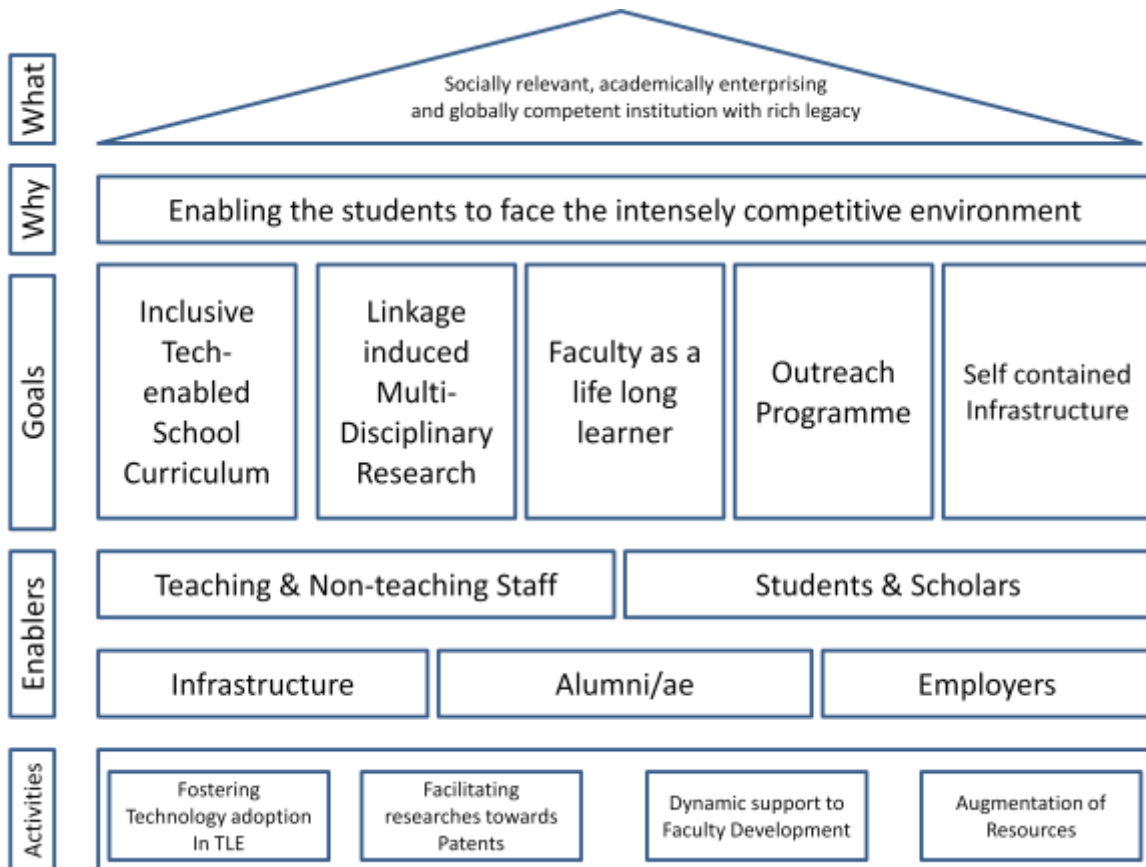 What
Socially relevant, academically enterprising
and globally competent institution with rich legacy
Why
Enabling the students to face the intensely competitive environment
Goals
Inclusive
Tech-
enabled
School
Curriculum
Linkage
induced
Multi-
Disciplinary
Research
Faculty as a
life long
learner
Outreach
Programme
Self contained
Infrastructure
Enablers
Teaching & Non-teaching Staff
Students & Scholars
Infrastructure
Alumni/ae
Employers
Activities
Fostering
Technology adoption
In TLE
Facilitating
researches towards
Patents
Dynamic support to
Faculty Development
Augmentation of
Resources